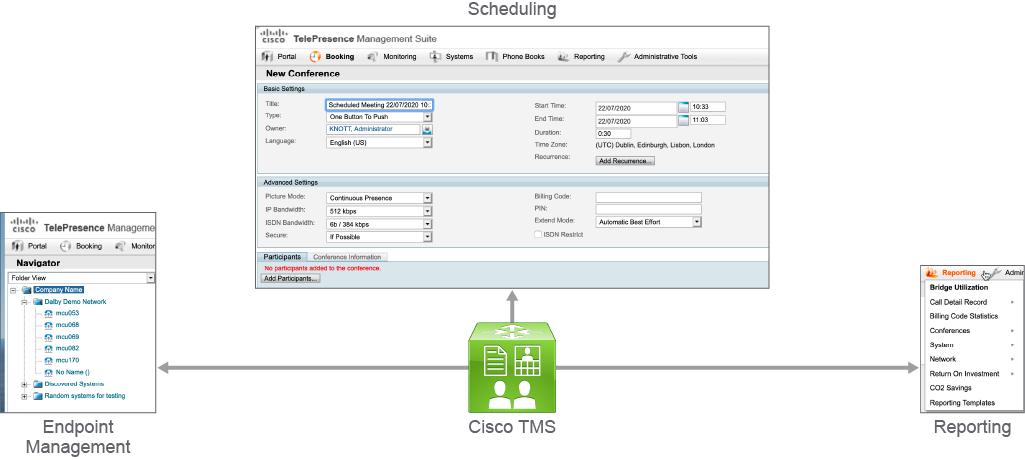 Scheduling
CISCO TelePresence Management Suite
Portal Booking Monitoring Systems Phone Books Reporting Administrative Tools
New Conference
Basic Settings
Title: Scheduled Meeting 22/07/2020 10:
Type: One Button To Push
Owner: KNOTT, Administrator
Language: English (US)
Start Time: 22/07/2020 10:33
End Time: 22/07/2020 11:03
Duration: 0:30
Time Zone: (UTC) Dublin, Edinburgh, Lisbon, London
Recurrence: Add Recurrence...
Advanced Settings
Picture Mode: Continuous Presence
IP Bandwidth: 512 kbps
ISDN Bandwidth: 6b / 384 kbps
Secure: If Possible
Billing Code:
PIN:
Extend Mode: Automatic Best Effort
ISDN Restrict
Participants Conference Information
No participants added to the conference.
Add Participants...
CISCO TelePresence Manageme
Portal Booking Monitor
Navigator
Folder View
Company Name
Dalby Demo Network
mcu053
mcu068
mcu069
mcu082
mcu170
No Name ()
Discovered Systems
Random systems for testing
Endpoint
Management
Cisco TMS
Reporting Admir
Bridge Utilization
Call Detail Record
Billing Code Statistics
Conferences
System
Network
Return On Investment
CO2 Savings
Reporting Templates
Reporting